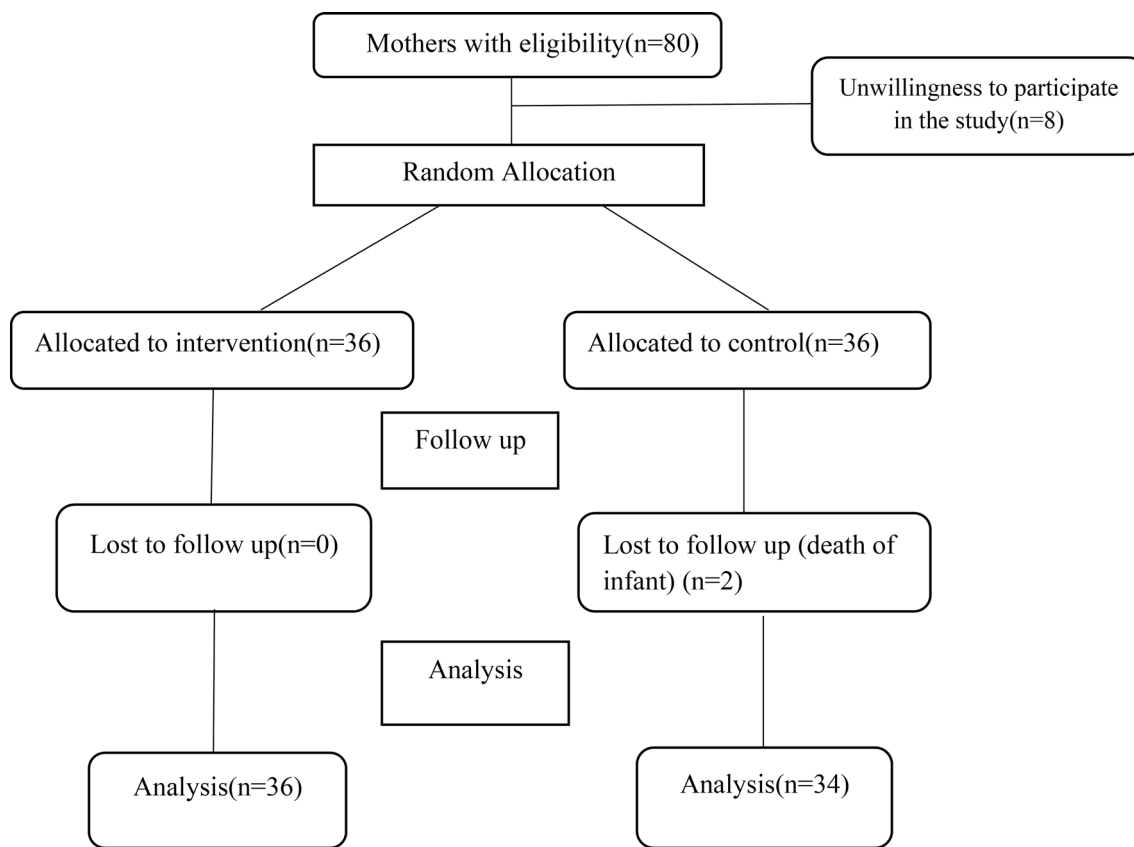 Mothers with eligibility(n=80)
Unwillingness to participate
in the study(n=8)
Random Allocation
Allocated to intervention(n=36)
Allocated to control(n=36)
Follow up
Lost to follow up(n=0)
Lost to follow up (death of
infant) (n=2)
Analysis
Analysis(n=36)
Analysis(n=34)